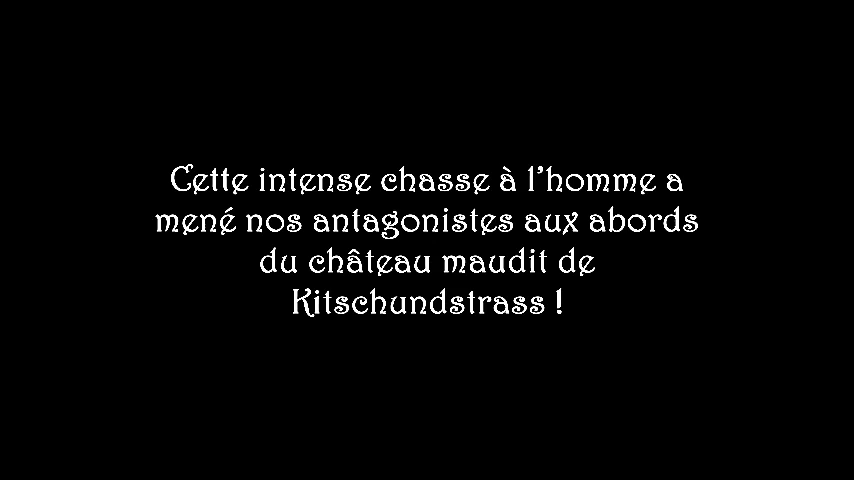 Cette intense chasse à l'homme a
mené nos antagonistes aux abords
du château maudit de
Kitschundstrass !